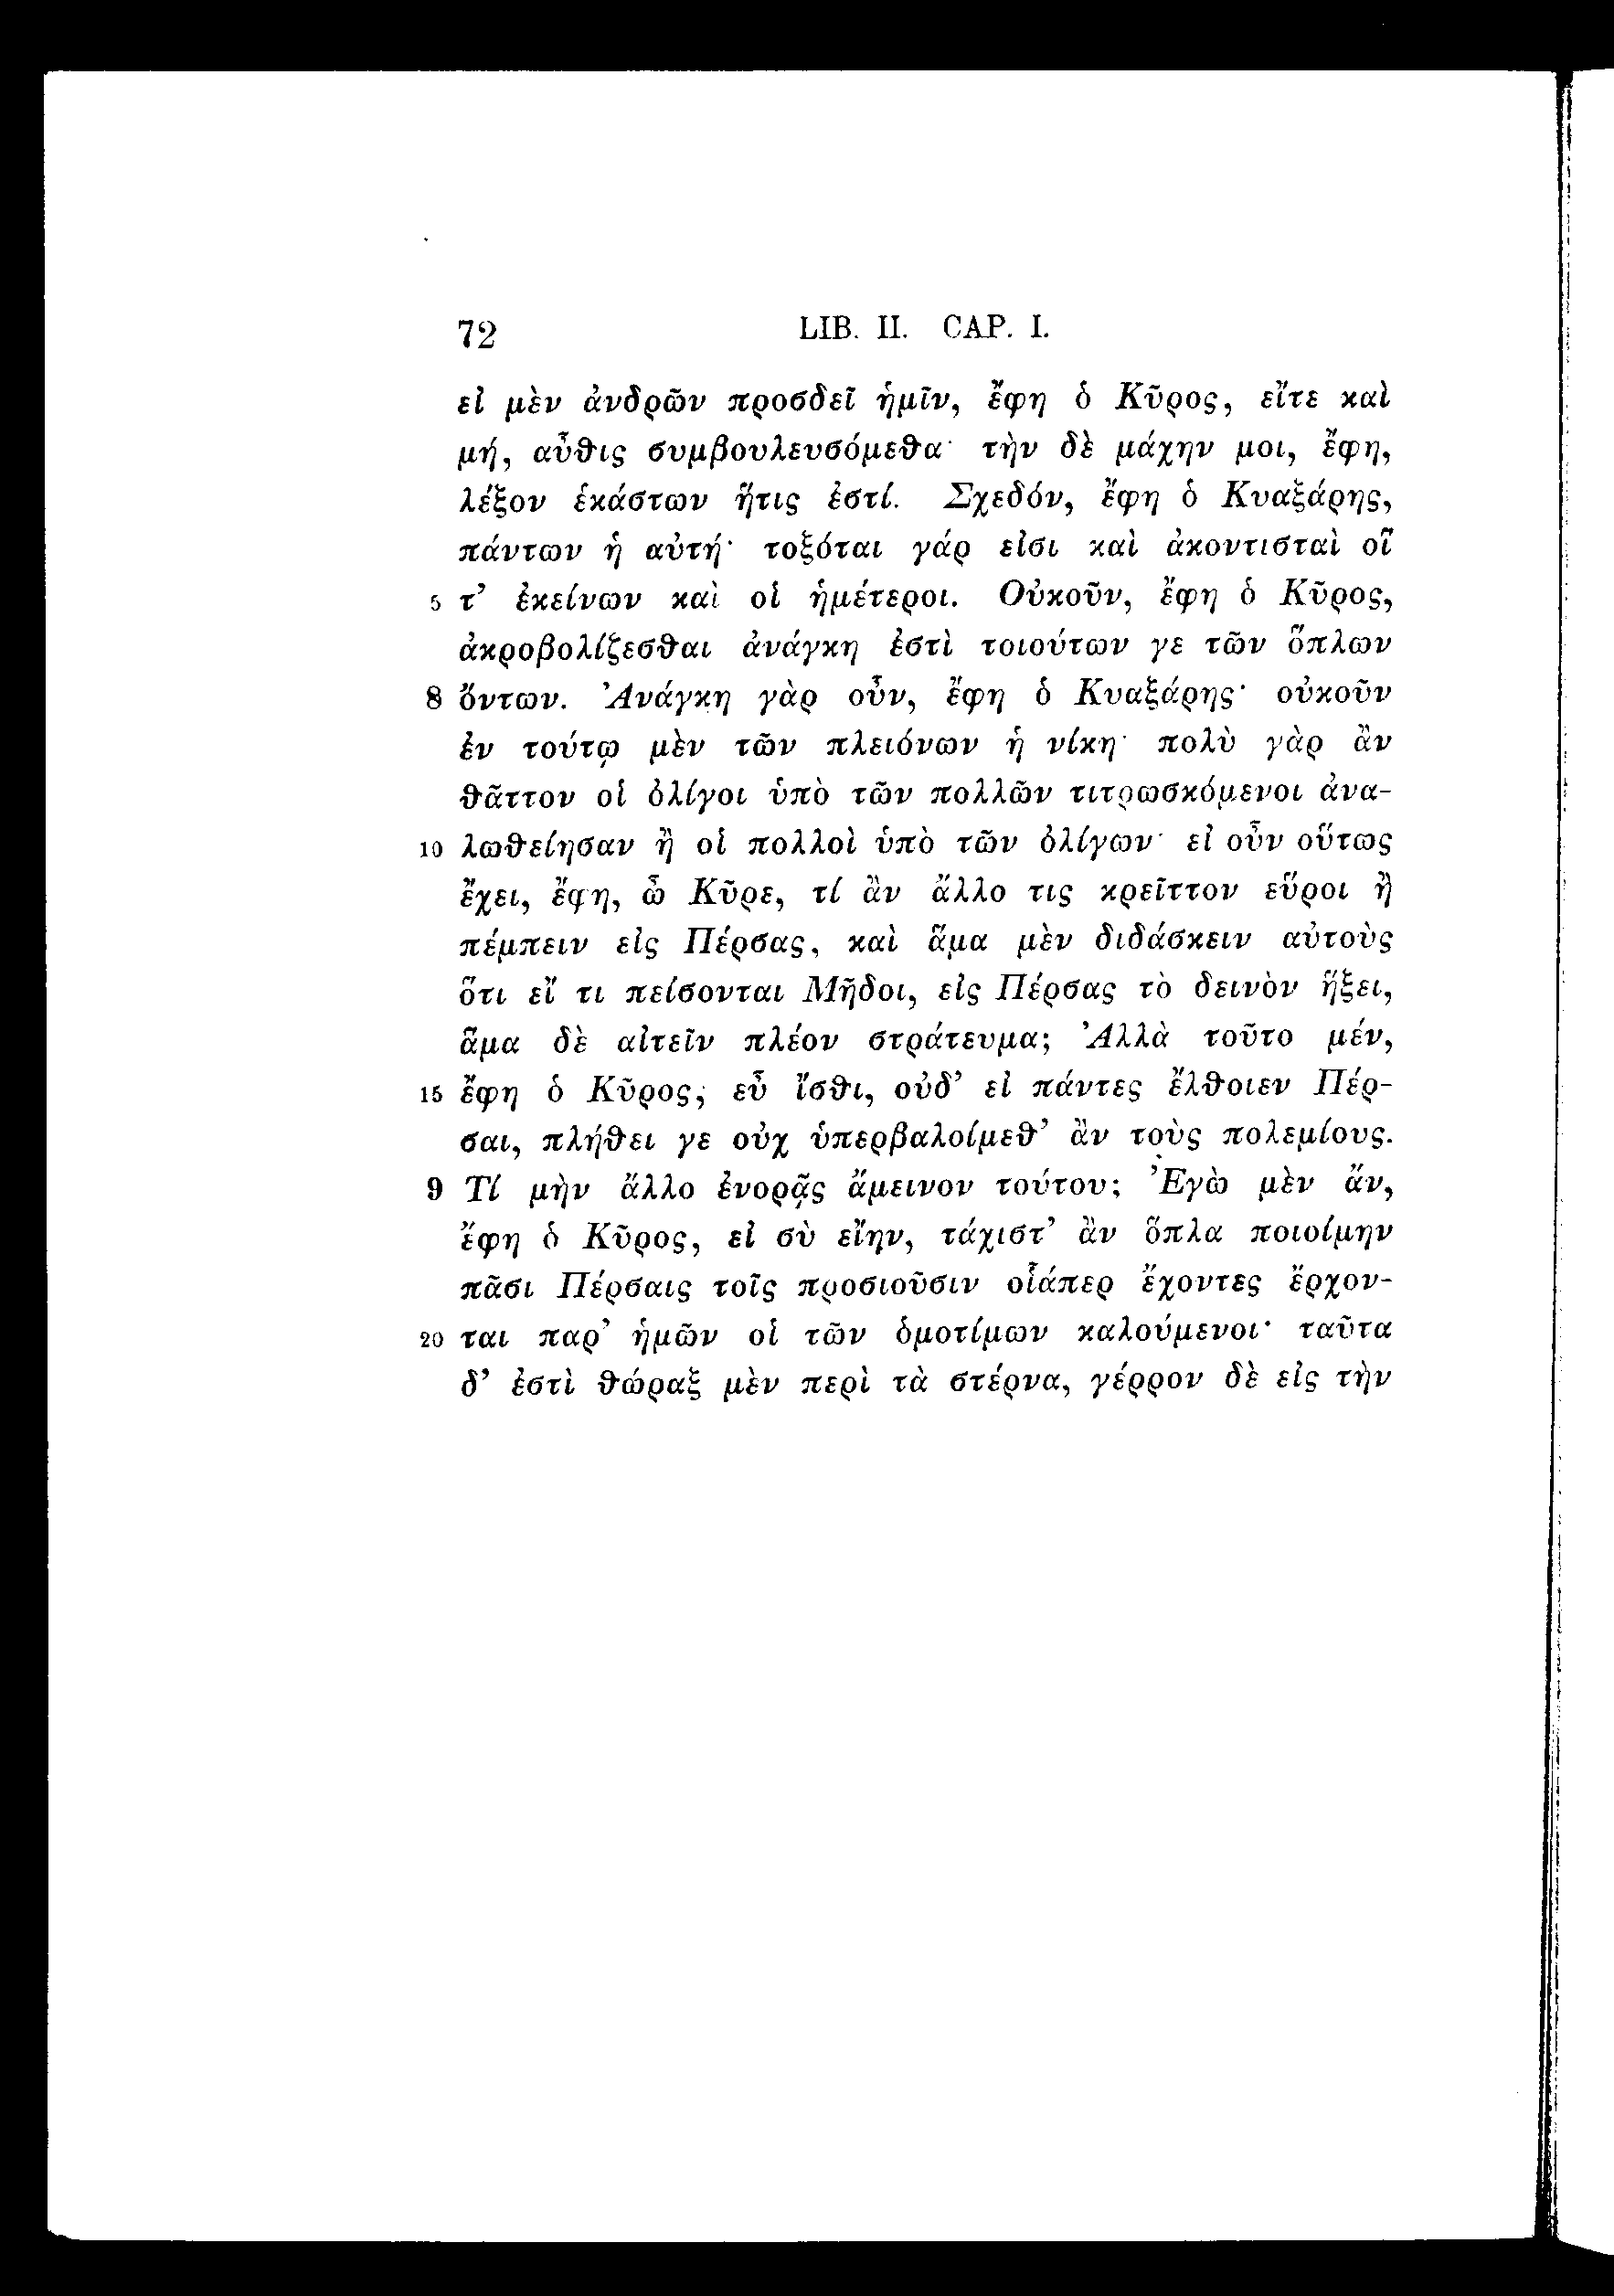 72 LIB. II. CAP. I.
εἰ μὲν ἀνδρῶν προσδεῖ ἡμῖν, ἔφη ὁ Κῦρος, εἴτε καὶ
μή, αὖθις συμβουλευσόμεθα· τὴν δὲ μάχην μοι, ἔφη,
λέξον ἑκάστων ἥτις ἐστί. Σχεδόν, ἔφη ὁ Κυαξάρης,
πάντων ἡ αὐτή· τοξόται γάρ εἰσι καὶ ἀκοντισταὶ οἵ
5 τ’ ἐκείνων καὶ οἱ ἡμέτεροι. Οὐκοῦν, ἔφη ὁ Κῦρος,
ἀκροβολίζεσθαι ἀνάγκη ἐστὶ τοιούτων γε τῶν ὅπλων
8 ὄντων. Ἀνάγκη γὰρ οὖν, ἔφη ὁ Κυαξάρης· οὐκοῦν
ἐν τούτῳ μὲν τῶν πλειόνων ἡ νίκη· πολὺ γὰρ ἂν
θᾶττον οἱ ὀλίγοι ὑπὸ τῶν πολλῶν τιτρωσκόμενοι ἀνα-
10 λωθείησαν ἢ οἱ πολλοὶ ὑπὸ τῶν ὀλίγων· εἰ οὖν οὕτως
ἔχει, ἔφη, ὦ Κῦρε, τί ἂν ἄλλο τις κρεῖττον εὕροι ἢ
πέμπειν εἰς Πέρσας, καὶ ἅμα μὲν διδάσκειν αὐτοὺς
ὅτι εἴ τι πείσονται Μῆδοι, εἰς Πέρσας τὸ δεινὸν ἥξει,
ἅμα δὲ αἰτεῖν πλέον στράτευμα; Ἀλλὰ τοῦτο μέν,
15 ἔφη ὁ Κῦρος, εὖ ἴσθι, οὐδ’ εἰ πάντες ἔλθοιεν Πέρ-
σαι, πλήθει γε οὐχ ὑπερβαλοίμεθ’ ἂν τοὺς πολεμίους.
9 Τί μὴν ἄλλο ἐνορᾷς ἄμεινον τούτου; Ἐγὼ μὲν ἄν,
ἔφη ὁ Κῦρος, εἰ σὺ εἴην, τάχιστ’ ἂν ὅπλα ποιοίμην
πᾶσι Πέρσαις τοῖς προσιοῦσιν οἷάπερ ἔχοντες ἔρχον-
20 ται παρ’ ἡμῶν οἱ τῶν ὁμοτίμων καλούμενοι· ταῦτα
δ’ ἐστὶ θώραξ μὲν περὶ τὰ στέρνα, γέρρον δὲ εἰς τὴν